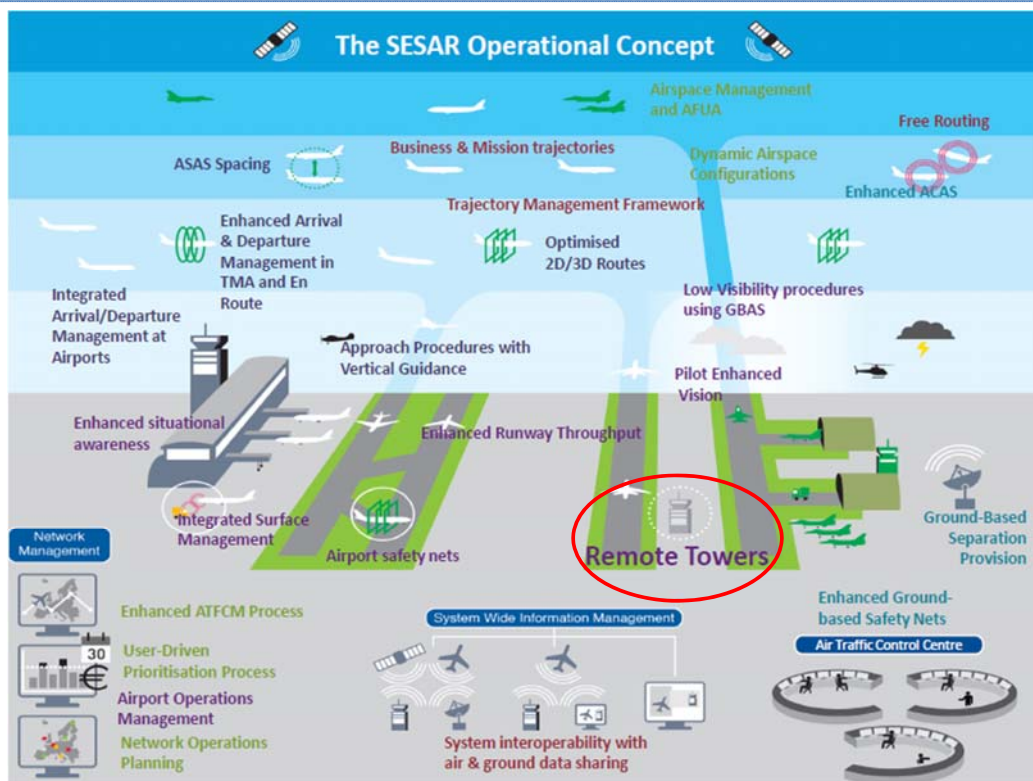 The SESAR Operational Concept
Airspace Management
and AFUA
Free Routing
Business & Mission trajectories
ASAS Spacing
Dynamic Airspace
Configurations
Enhanced ACAS
Trajectory Management Framework
Enhanced Arrival
& Departure
Management in
TMA and En
Route
Optimised
2D/3D Routes
Integrated
Arrival/Departure
Management at
Airports
Low Visibility procedures
using GBAS
Approach Procedures with
Vertical Guidance
Pilot Enhanced
Vision
Enhanced situational
awareness
Enhanced Runway Throughput
Integrated Surface
Management
Airport safety nets
Remote Towers
Ground-Based
Separation
Provision
Network
Management
Enhanced ATFCM Process
30
User-Driven
Prioritisation Process
€
Airport Operations
Management
Network Operations
Planning
System Wide Information Management
System interoperability with
air & ground data sharing
Enhanced Ground-
based Safety Nets
Air Traffic Control Centre